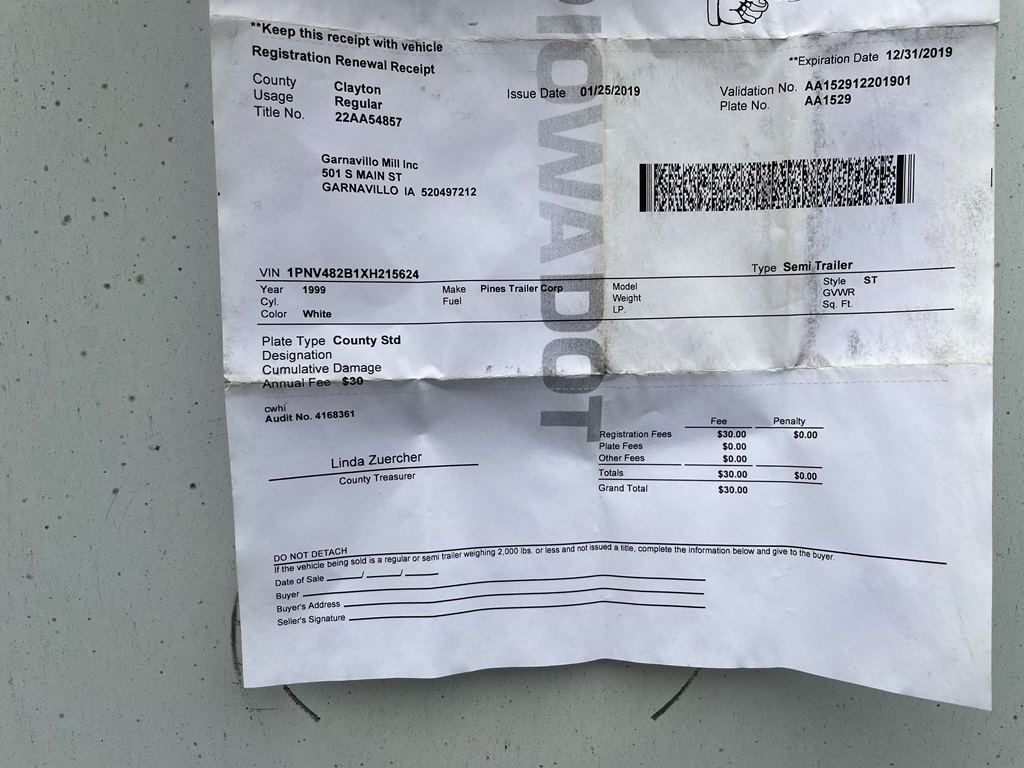 **Keep this receipt with vehicle
Registration Renewal Receipt
**Expiration Date 12/31/2019
County Clayton
Usage Regular
Title No. 22AA54857
Issue Date 01/25/2019
Validation No. AA152912201901
Plate No. AA1529
Garnavillo Mill Inc
501 S MAIN ST
GARNAVILLO IA 520497212
IOWADOT
VIN 1PNV482B1XH215624
Type Semi Trailer
Year 1999 Make Pines Trailer Corp Model Style ST
Cyl. Fuel Weight GVWR
Color White LP. Sq. Ft.
Plate Type County Std
Designation
Cumulative Damage
Annual Fee $30
cwhi
Audit No. 4168361
Linda Zuercher
County Treasurer
Fee Penalty
Registration Fees $30.00 $0.00
Plate Fees $0.00
Other Fees $0.00
Totals $30.00 $0.00
Grand Total $30.00
DO NOT DETACH
If the vehicle being sold is a regular or semi trailer weighing 2,000 lbs. or less and not issued a title, complete the information below and give to the buyer.
Date of Sale ____/____/____
Buyer
Buyer's Address
Seller's Signature